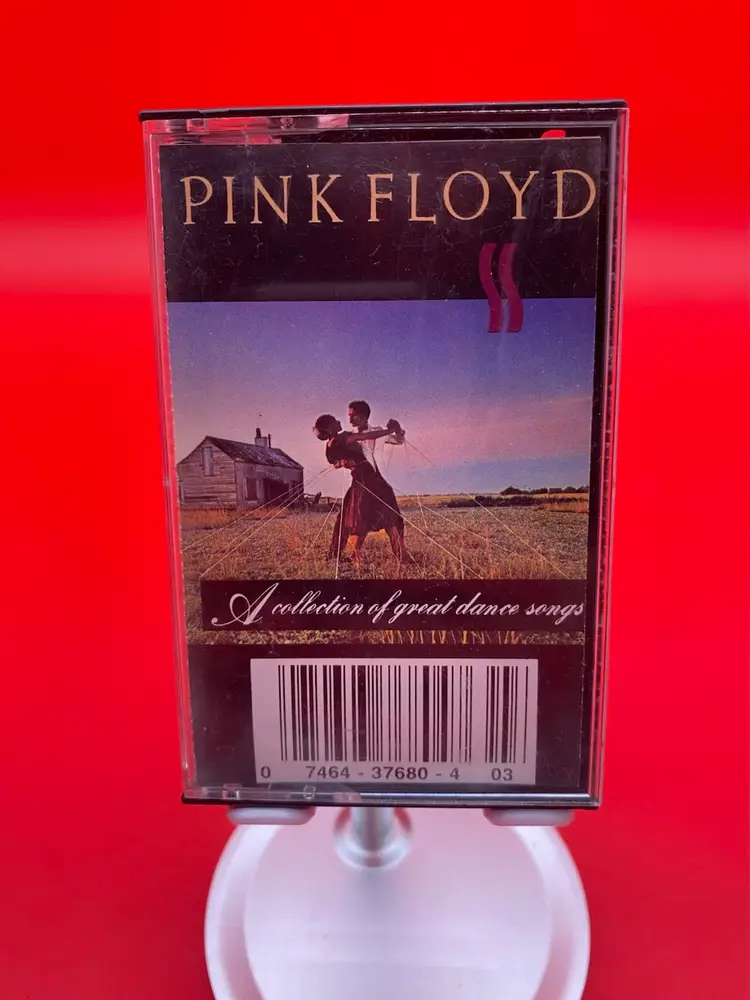 PINK FLOYD
A collection of great dance songs
0 7464 - 37680 - 4 03